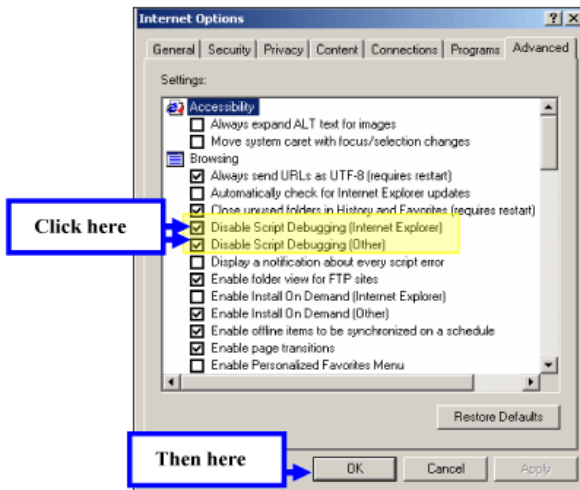 Internet Options
General Security Privacy Content Connections Programs Advanced
Settings:
Accessibility
Always expand ALT text for images
Move system caret with focus/selection changes
Browsing
Always send URLs as UTF-8 (requires restart)
Automatically check for Internet Explorer updates
Close unused folders in History and Favorites (requires restart)
Click here
Disable Script Debugging (Internet Explorer)
Disable Script Debugging (Other)
Display a notification about every script error
Enable folder view for FTP sites
Enable Install On Demand (Internet Explorer)
Enable Install On Demand (Other)
Enable offline items to be synchronized on a schedule
Enable page transitions
Enable Personalized Favorites Menu
Restore Defaults
Then here
OK Cancel Apply